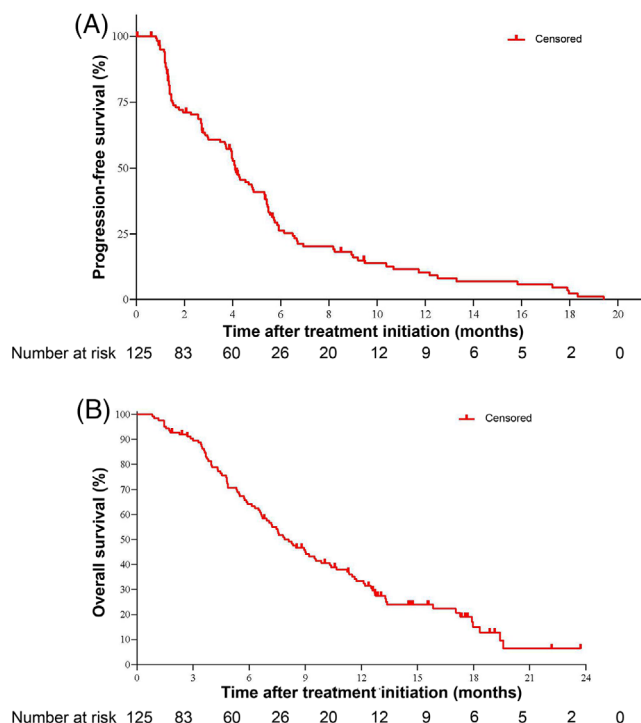 (A)
Censored
Progression-free survival (%)
100
75
50
25
0
0 2 4 6 8 10 12 14 16 18 20
Time after treatment initiation (months)
Number at risk 125 83 60 26 20 12 9 6 5 2 0
(B)
Censored
Overall survival (%)
100
90
80
70
60
50
40
30
20
10
0
0 3 6 9 12 15 18 21 24
Time after treatment initiation (months)
Number at risk 125 83 60 26 20 12 9 6 5 2 0